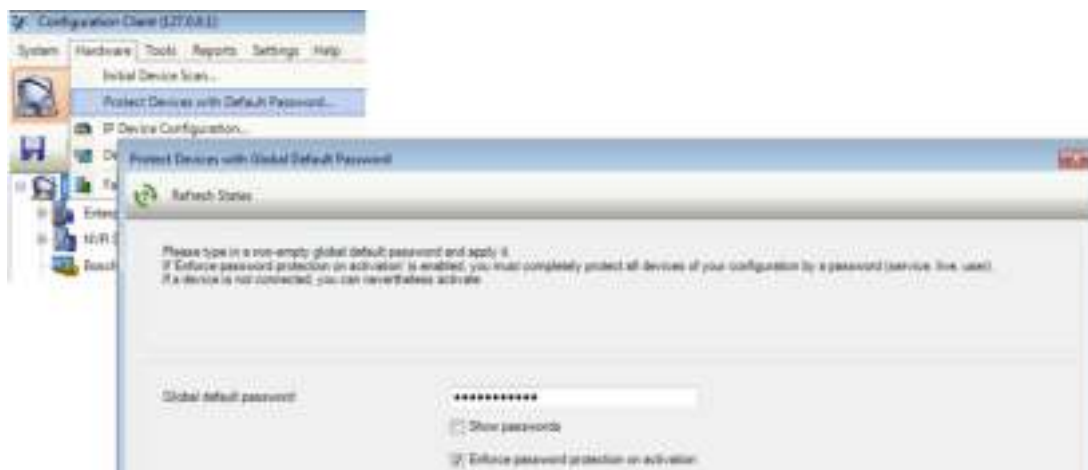 Configuration Client (127.0.0.1)
System Hardware Tools Reports Settings Help
Initial Device Scan...
Protect Devices with Default Password...
IP Device Configuration...
Protect Devices with Global Default Password
Refresh States
Please type in a non-empty global default password and apply it.
If 'Enforce password protection on activation' is enabled, you must completely protect all devices of your configuration by a password (service, live, user).
If a device is not connected, you can nevertheless activate.
Global default password
Show passwords
Enforce password protection on activation
NVR
Bosch